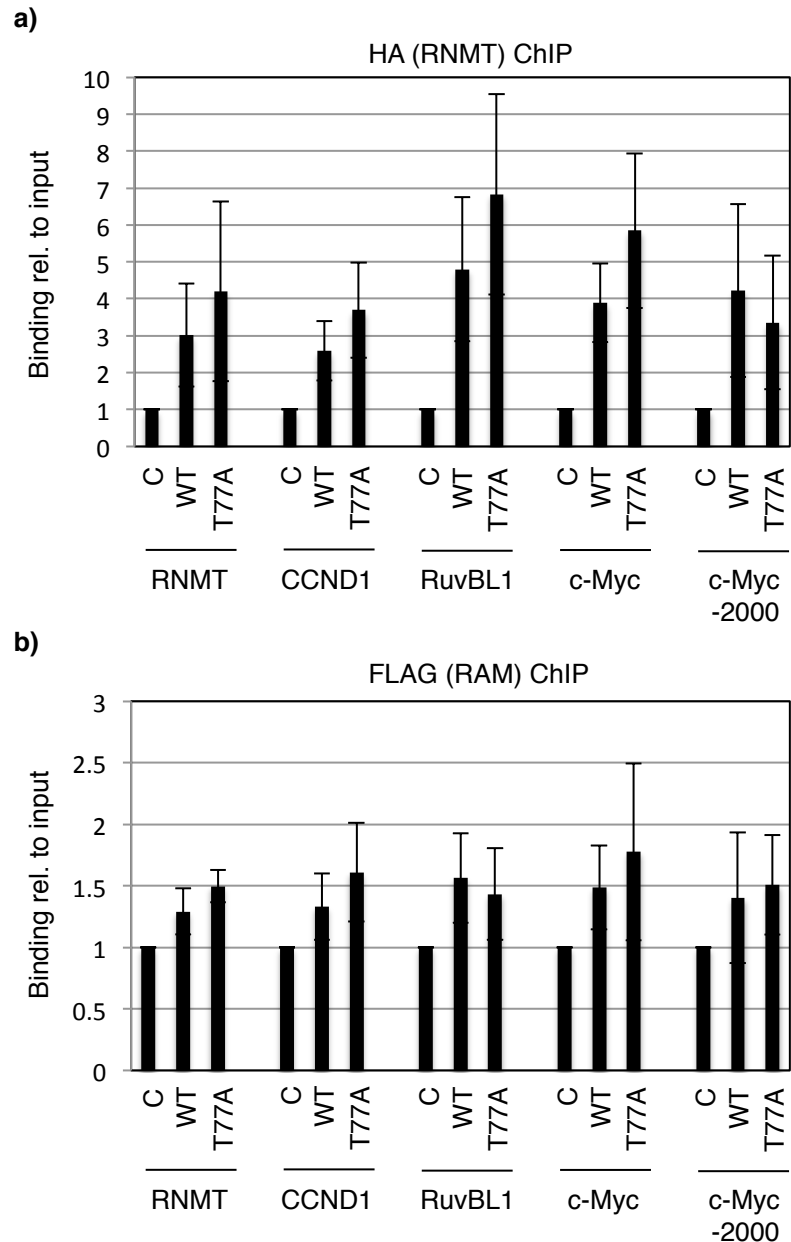 a)
HA (RNMT) ChIP
Binding rel. to input
10
9
8
7
6
5
4
3
2
1
0
C WT T77A C WT T77A C WT T77A C WT T77A C WT T77A
RNMT CCND1 RuvBL1 c-Myc c-Myc
-2000
b)
FLAG (RAM) ChIP
Binding rel. to input
3
2.5
2
1.5
1
0.5
0
C WT T77A C WT T77A C WT T77A C WT T77A C WT T77A
RNMT CCND1 RuvBL1 c-Myc c-Myc
-2000